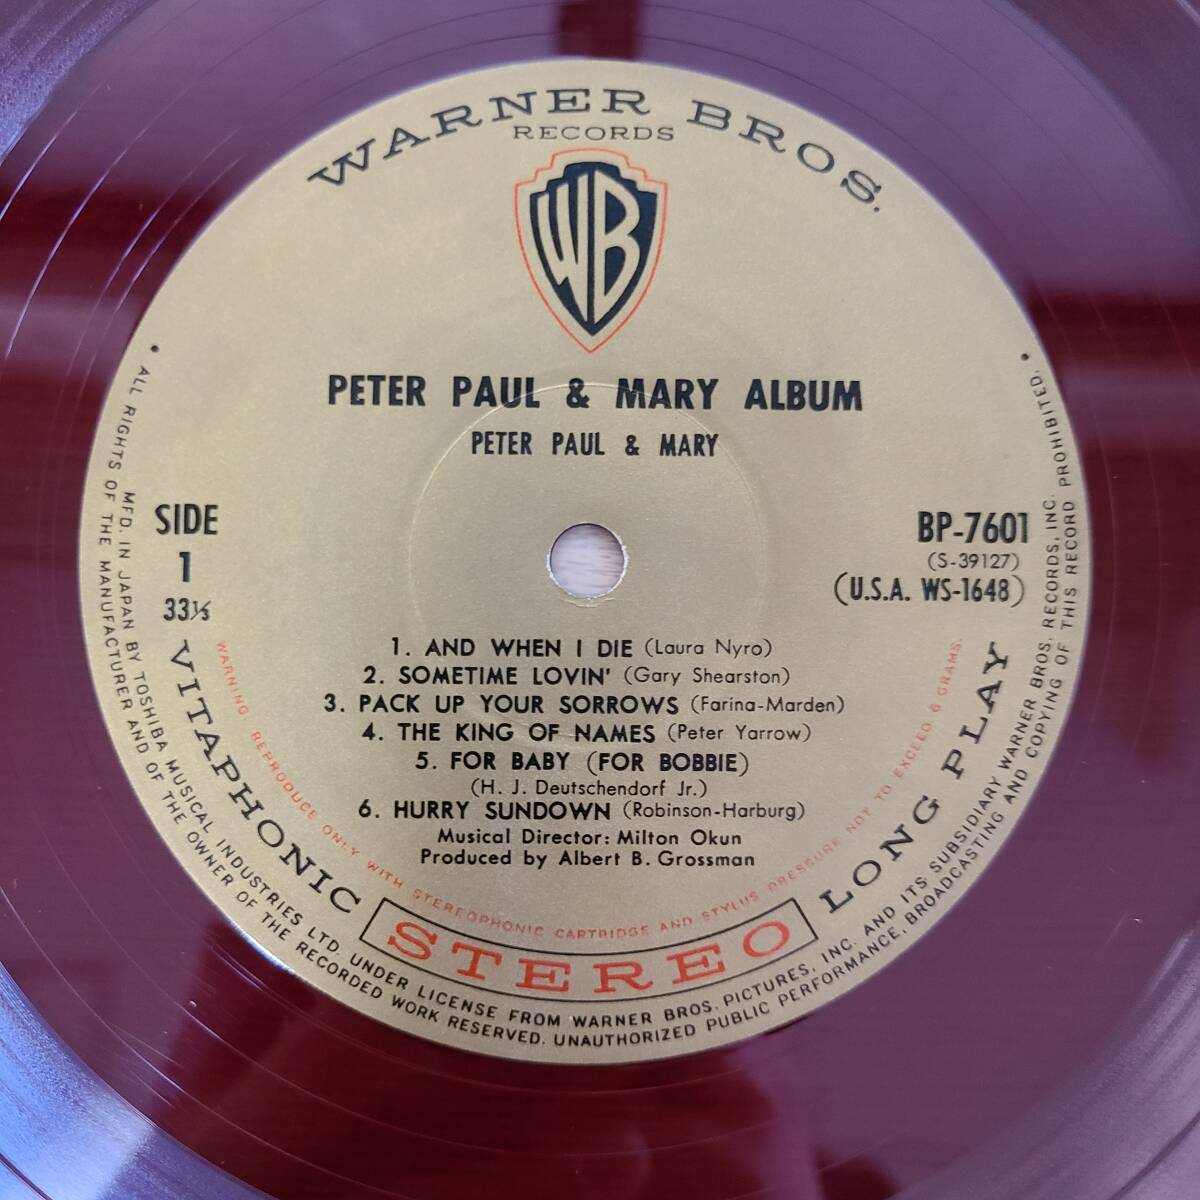 WARNER BROS.
RECORDS
WB
PETER PAUL & MARY ALBUM
PETER PAUL & MARY
SIDE
1
33⅓
BP-7601
(S-39127)
(U.S.A. WS-1648)
1. AND WHEN I DIE (Laura Nyro)
2. SOMETIME LOVIN' (Gary Shearston)
3. PACK UP YOUR SORROWS (Farina-Marden)
4. THE KING OF NAMES (Peter Yarrow)
5. FOR BABY (FOR BOBBIE)
(H. J. Deutschendorf Jr.)
6. HURRY SUNDOWN (Robinson-Harburg)
Musical Director: Milton Okun
Produced by Albert B. Grossman
WARNING, REPRODUCE ONLY WITH STEREOPHONIC CARTRIDGE AND STYLUS PRESSURE NOT TO EXCEED 6 GRAMS.
VITAPHONIC STEREO LONG PLAY
MFD. IN JAPAN BY TOSHIBA MUSICAL INDUSTRIES LTD. UNDER LICENSE FROM WARNER BROS. PICTURES, INC. AND ITS SUBSIDIARY WARNER BROS. RECORDS, INC.
• ALL RIGHTS OF THE MANUFACTURER AND OF THE OWNER OF THE RECORDED WORK RESERVED. UNAUTHORIZED PUBLIC PERFORMANCE, BROADCASTING AND COPYING OF THIS RECORD PROHIBITED. •